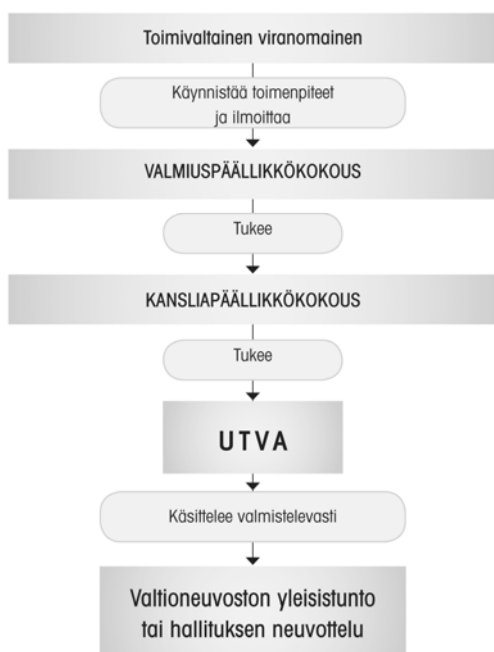 Toimivaltainen viranomainen
Käynnistää toimenpiteet
ja ilmoittaa
VALMIUSPÄÄLLIKKÖKOKOUS
Tukee
KANSLIAPÄÄLLIKKÖKOKOUS
Tukee
UTVA
Käsittelee valmistelevasti
Valtioneuvoston yleisistunto
tai hallituksen neuvottelu